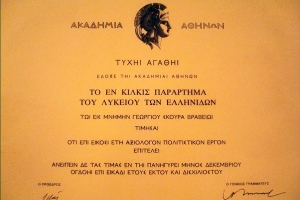 ΑΚΑΔΗΜΙΑ ΑΘΗΝΩΝ
ΤΥΧΗΙ ΑΓΑΘΗΙ
ΕΔΟΞΕ ΤΗΙ ΑΚΑΔΗΜΙΑΙ ΑΘΗΝΩΝ
ΤΟ ΕΝ ΚΙΛΚΙΣ ΠΑΡΑΡΤΗΜΑ
ΤΟΥ ΛΥΚΕΙΟΥ ΤΩΝ ΕΛΛΗΝΙΔΩΝ
ΤΩΙ ΕΙΣ ΜΝΗΜΗΝ ΓΕΩΡΓΙΟΥ ΒΡΑΒΕΙΩΙ
ΤΙΜΗΣΑΙ
ΟΤΙ ΕΠΙ ΕΙΚΟΣΙ ΕΤΗ ΑΞΙΟΛΟΓΟΝ ΠΟΛΙΤΙΣΤΙΚΟΝ ΕΡΓΟΝ
ΕΠΙΤΕΛΕΙ
ΑΝΕΙΠΕΙΝ ΔΕ ΤΑΣ ΤΙΜΑΣ ΕΝ ΤΗΙ ΠΑΝΗΓΥΡΕΙ ΜΗΝΟΣ ΔΕΚΕΜΒΡΙΟΥ
ΟΓΔΟΗΙ ΕΠΙ ΕΙΚΑΔΙ ΕΤΟΥΣ ΕΚΤΟΥ ΚΑΙ ΔΙΣΧΙΛΙΟΣΤΟΥ
Ο ΠΡΟΕΔΡΟΣ Ο ΓΕΝΙΚΟΣ ΓΡΑΜΜΑΤΕΥΣ